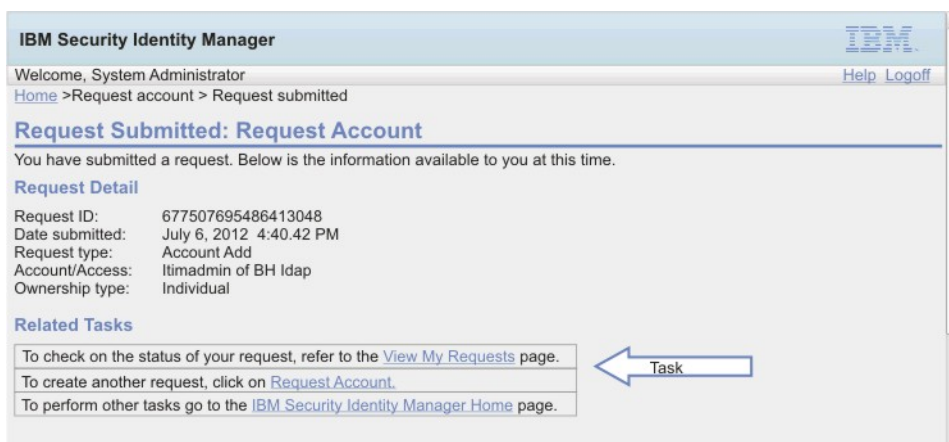 IBM Security Identity Manager
IBM.
Welcome, System Administrator
Help Logoff
Home >Request account > Request submitted
Request Submitted: Request Account
You have submitted a request. Below is the information available to you at this time.
Request Detail
Request ID: 677507695486413048
Date submitted: July 6, 2012 4:40.42 PM
Request type: Account Add
Account/Access: Itimadmin of BH Idap
Ownership type: Individual
Related Tasks
To check on the status of your request, refer to the View My Requests page.
Task
To create another request, click on Request Account.
To perform other tasks go to the IBM Security Identity Manager Home page.